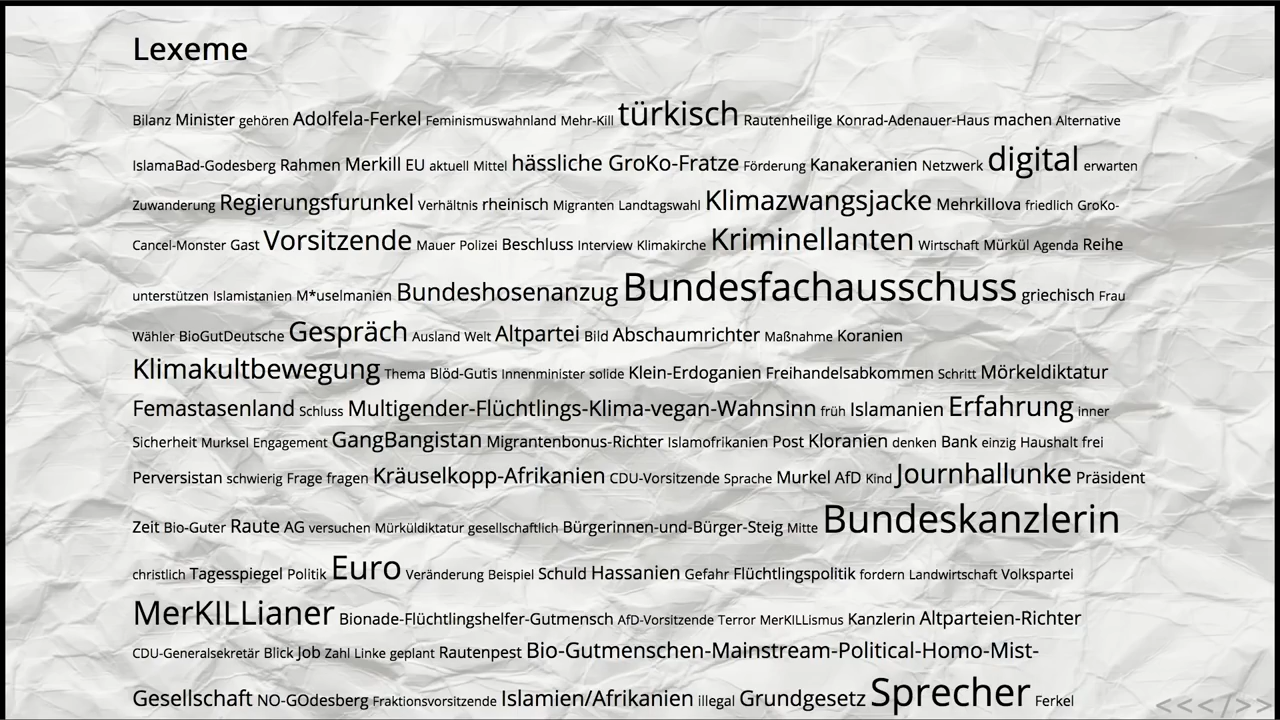 Lexeme
Bilanz Minister gehören Adolfela-Ferkel Feminismuswahnland Mehr-Kill türkisch Rautenheilige Konrad-Adenauer-Haus machen Alternative
IslamaBad-Godesberg Rahmen Merkill EU aktuell Mittel hässliche GroKo-Fratze Förderung Kanakeranien Netzwerk digital erwarten
Zuwanderung Regierungsfurunkel Verhältnis rheinisch Migranten Landtagswahl Klimazwangsjacke Mehrkillova friedlich GroKo-
Cancel-Monster Gast Vorsitzende Mauer Polizei Beschluss Interview Klimakirche Kriminellanten Wirtschaft Mürkül Agenda Reihe
unterstützen Islamistanien M*uselmanien Bundeshosenanzug Bundesfachausschuss griechisch Frau
Wähler BioGutDeutsche Gespräch Ausland Welt Altpartei Bild Abschaumrichter Maßnahme Koranien
Klimakultbewegung Thema Blöd-Gutis Innenminister solide Klein-Erdoganien Freihandelsabkommen Schritt Mörkeldiktatur
Femastasenland Schluss Multigender-Flüchtlings-Klima-vegan-Wahnsinn früh Islamanien Erfahrung inner
Sicherheit Murksel Engagement GangBangistan Migrantenbonus-Richter Islamofrikanien Post Kloranien denken Bank einzig Haushalt frei
Perversistan schwierig Frage fragen Kräuselkopp-Afrikanien CDU-Vorsitzende Sprache Murkel AfD Kind Journhallunke Präsident
Zeit Bio-Guter Raute AG versuchen Mürküldiktatur gesellschaftlich Bürgerinnen-und-Bürger-Steig Mitte Bundeskanzlerin
christlich Tagesspiegel Politik Euro Veränderung Beispiel Schuld Hassanien Gefahr Flüchtlingspolitik fordern Landwirtschaft Volkspartei
MerKILLianer Bionade-Flüchtlingshelfer-Gutmensch AfD-Vorsitzende Terror MerKILLismus Kanzlerin Altparteien-Richter
CDU-Generalsekretär Blick Job Zahl Linke geplant Rautenpest Bio-Gutmenschen-Mainstream-Political-Homo-Mist-
Gesellschaft NO-GOdesberg Fraktionsvorsitzende Islamien/Afrikanien illegal Grundgesetz Sprecher Ferkel
<<</>>